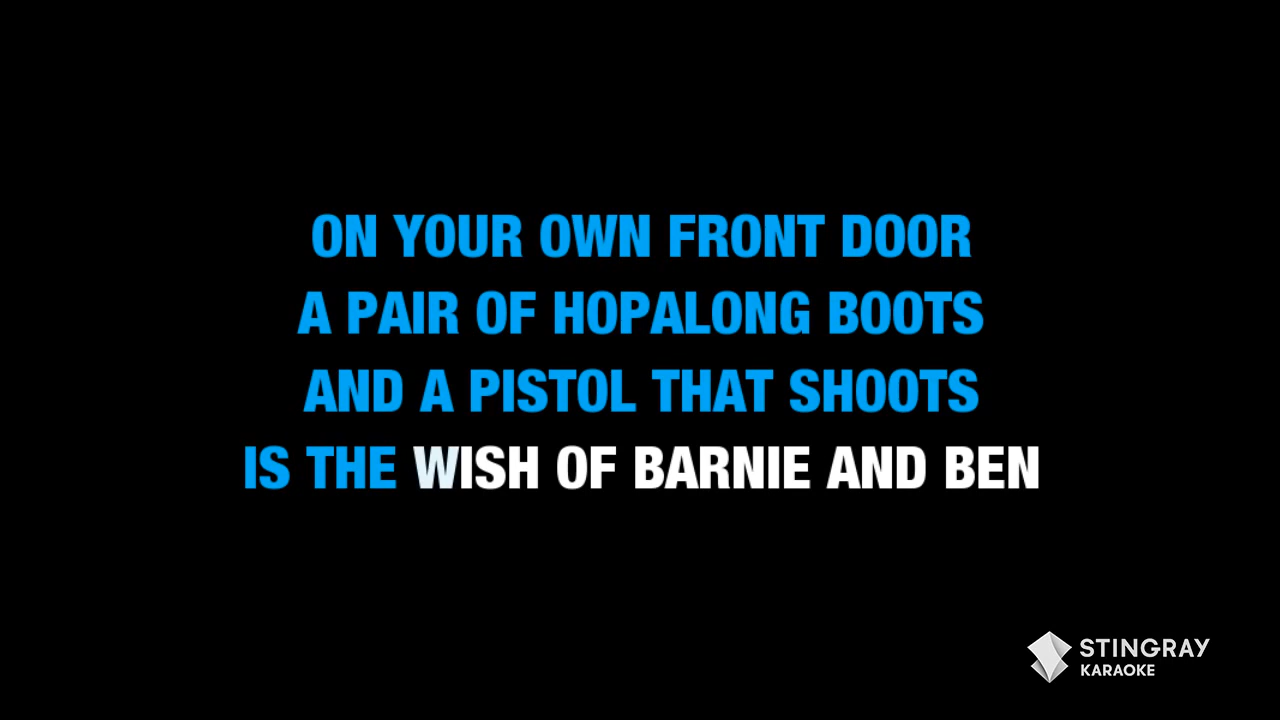 ON YOUR OWN FRONT DOOR
A PAIR OF HOPALONG BOOTS
AND A PISTOL THAT SHOOTS
IS THE WISH OF BARNIE AND BEN
STINGRAY
KARAOKE